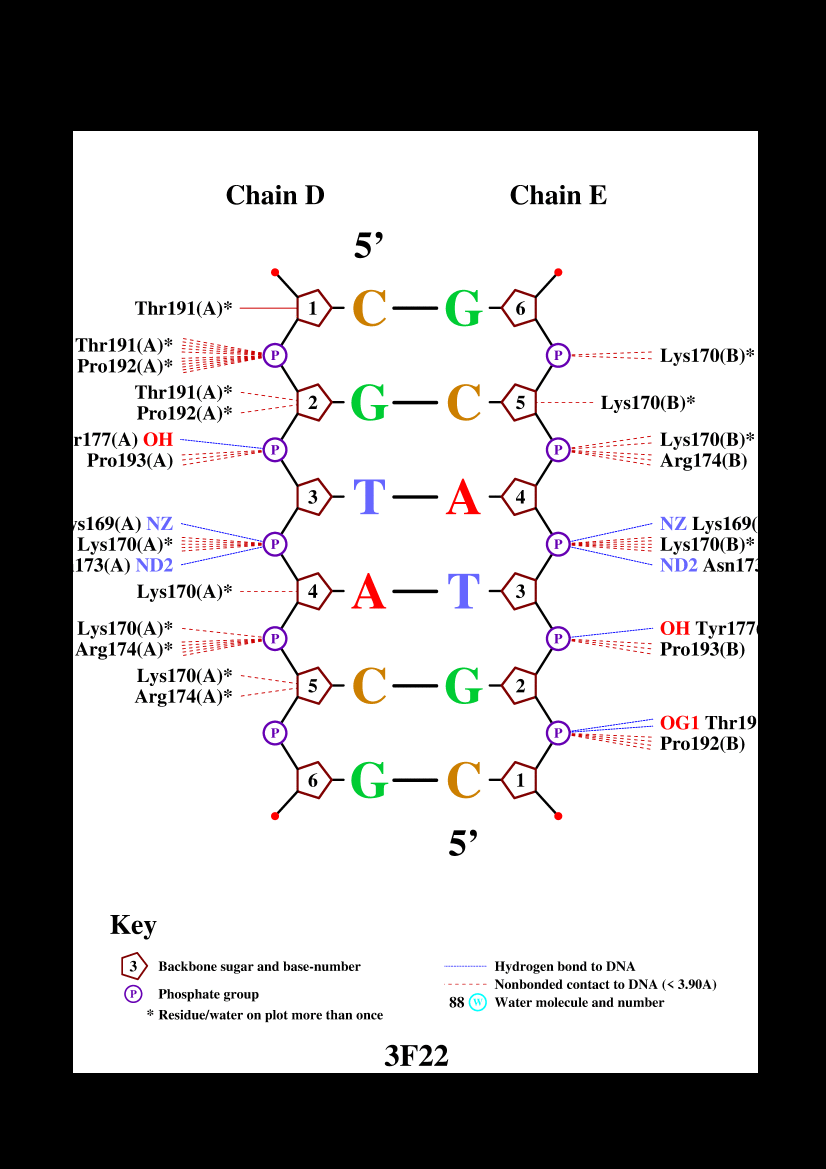 Chain D Chain E
5’
Thr191(A)* 1 C G 6
Thr191(A)* P P Lys170(B)*
Pro192(A)*
Thr191(A)* 2 G C 5 Lys170(B)*
Pro192(A)*
r177(A) OH P P Lys170(B)*
Pro193(A) Arg174(B)
3 T A 4
ys169(A) NZ NZ Lys169(
Lys170(A)* P P Lys170(B)*
173(A) ND2 ND2 Asn173
Lys170(A)* 4 A T 3
Lys170(A)* P P OH Tyr177(
Arg174(A)* Pro193(B)
Lys170(A)* 5 C G 2
Arg174(A)*
P P OG1 Thr19
Pro192(B)
6 G C 1
5’
Key
3 Backbone sugar and base-number
P Phosphate group
* Residue/water on plot more than once
Hydrogen bond to DNA
Nonbonded contact to DNA (< 3.90A)
88 W Water molecule and number
3F22